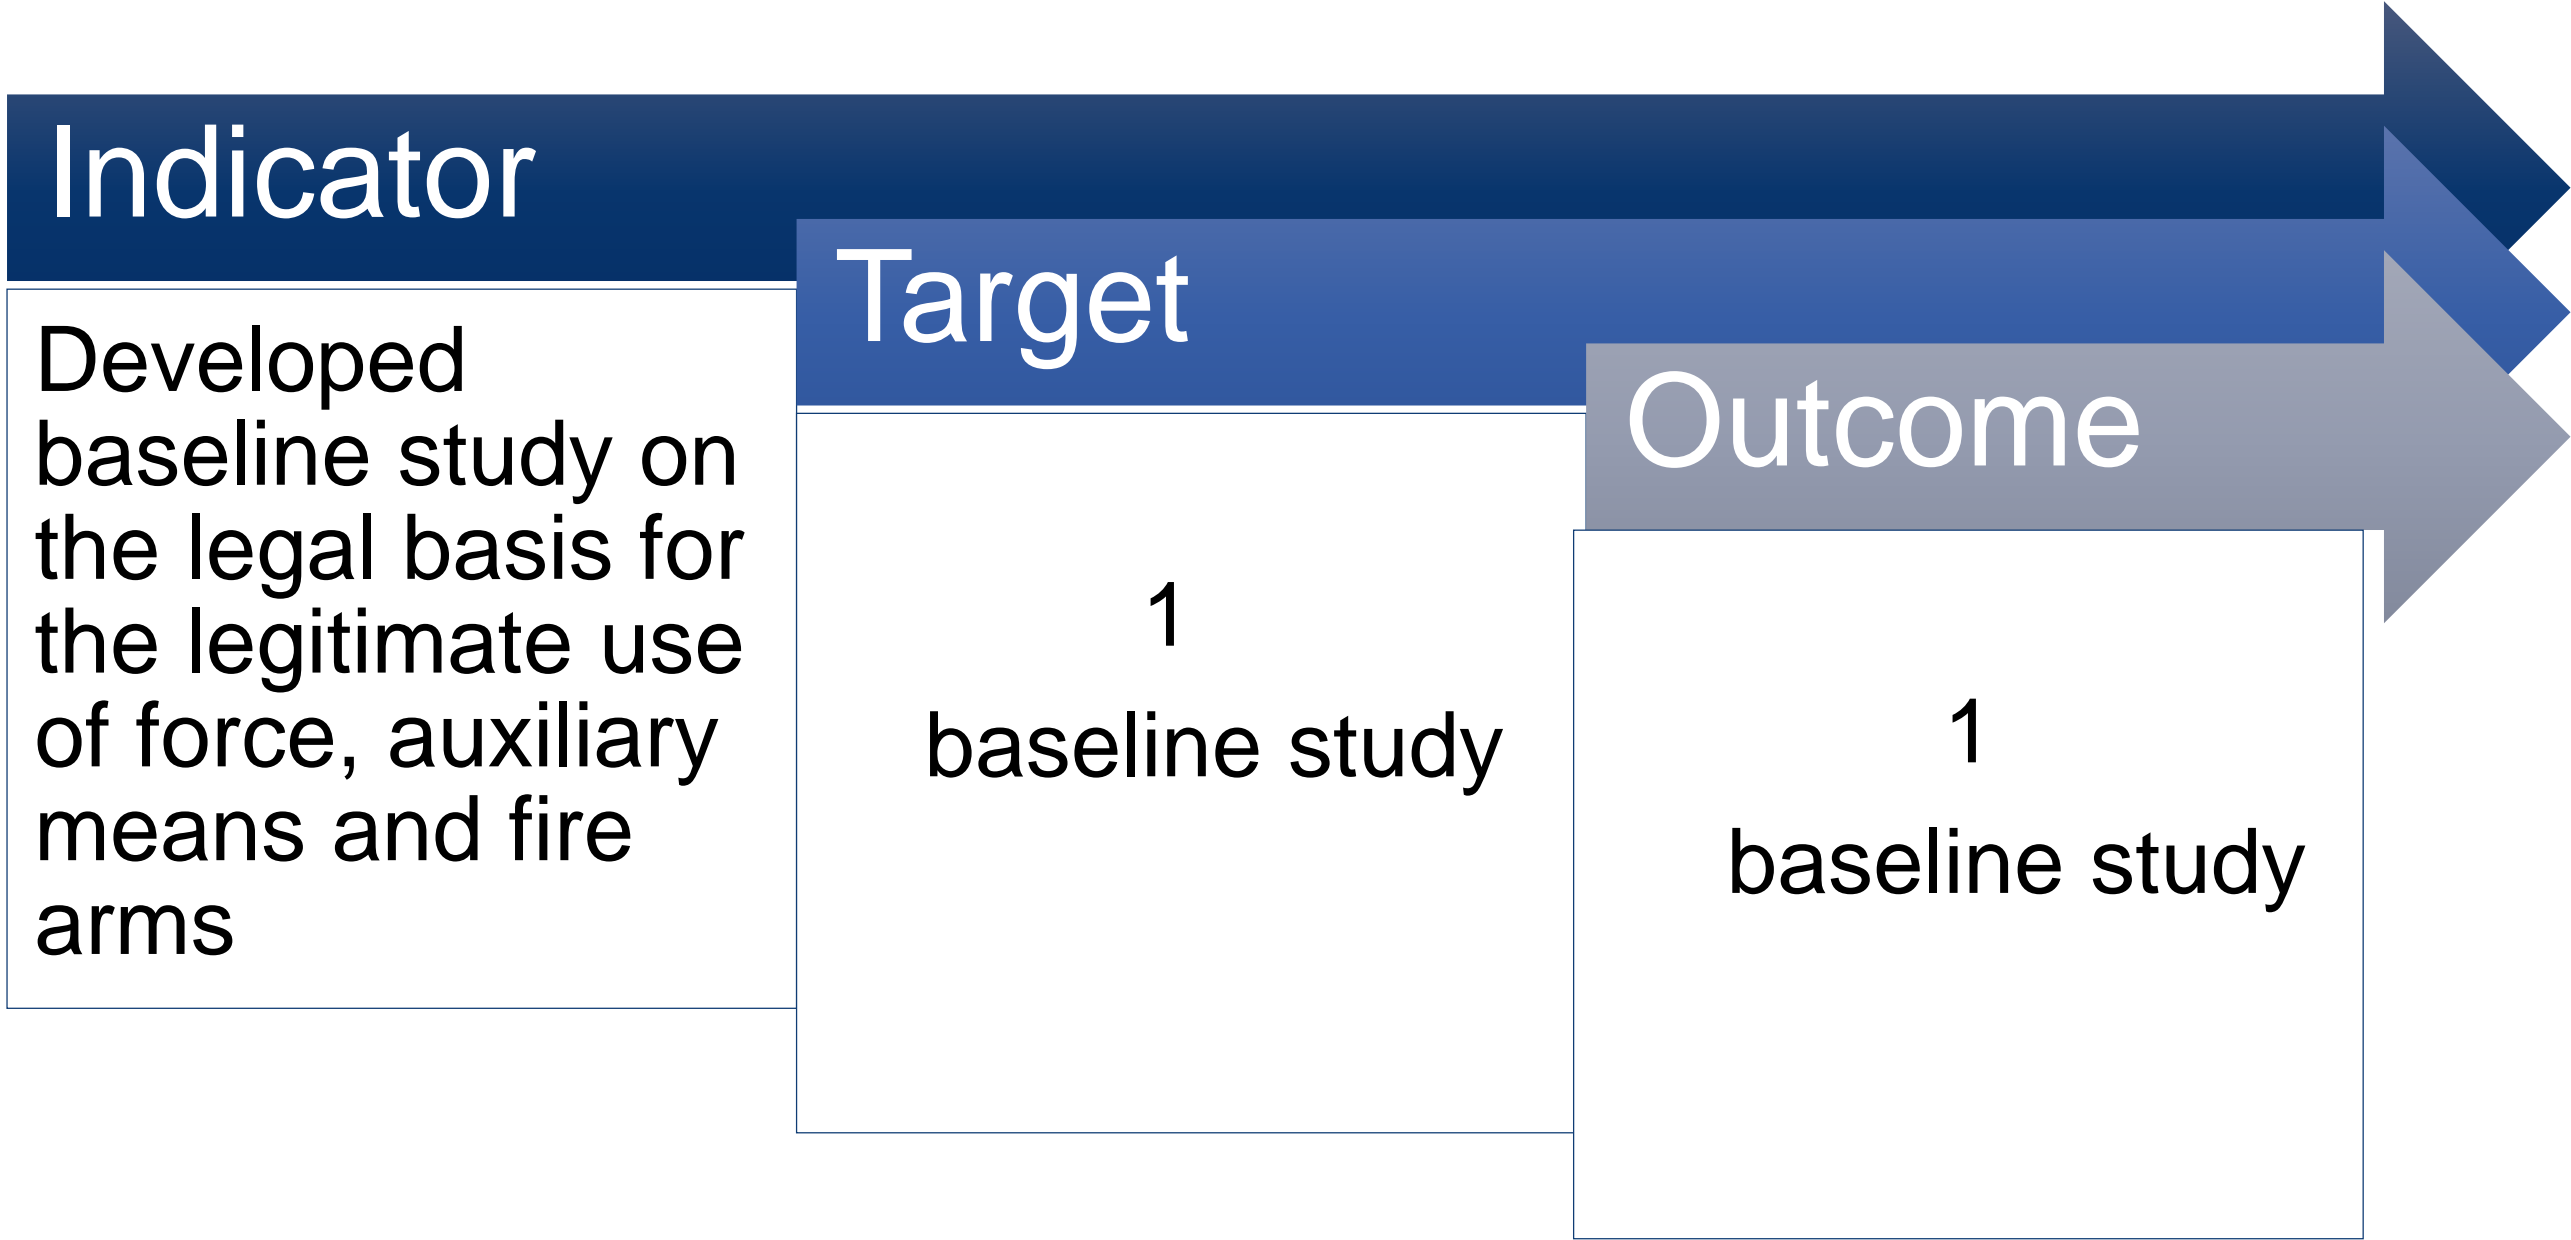 Indicator
Developed
baseline study on
the legal basis for
the legitimate use
of force, auxiliary
means and fire
arms
Target
1
baseline study
Outcome
1
baseline study